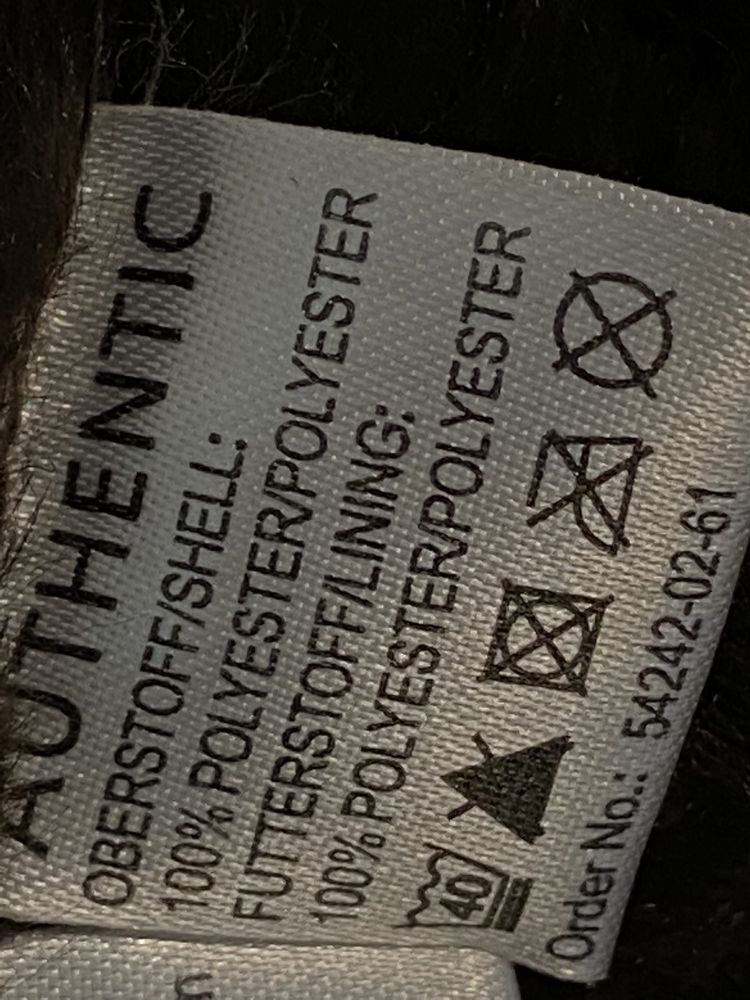 AUTHENTIC
OBERSTOFF/SHELL:
100% POLYESTER/POLYESTER
FUTTERSTOFF/LINING:
100% POLYESTER/POLYESTER
40
Order No.: 54242-02-61